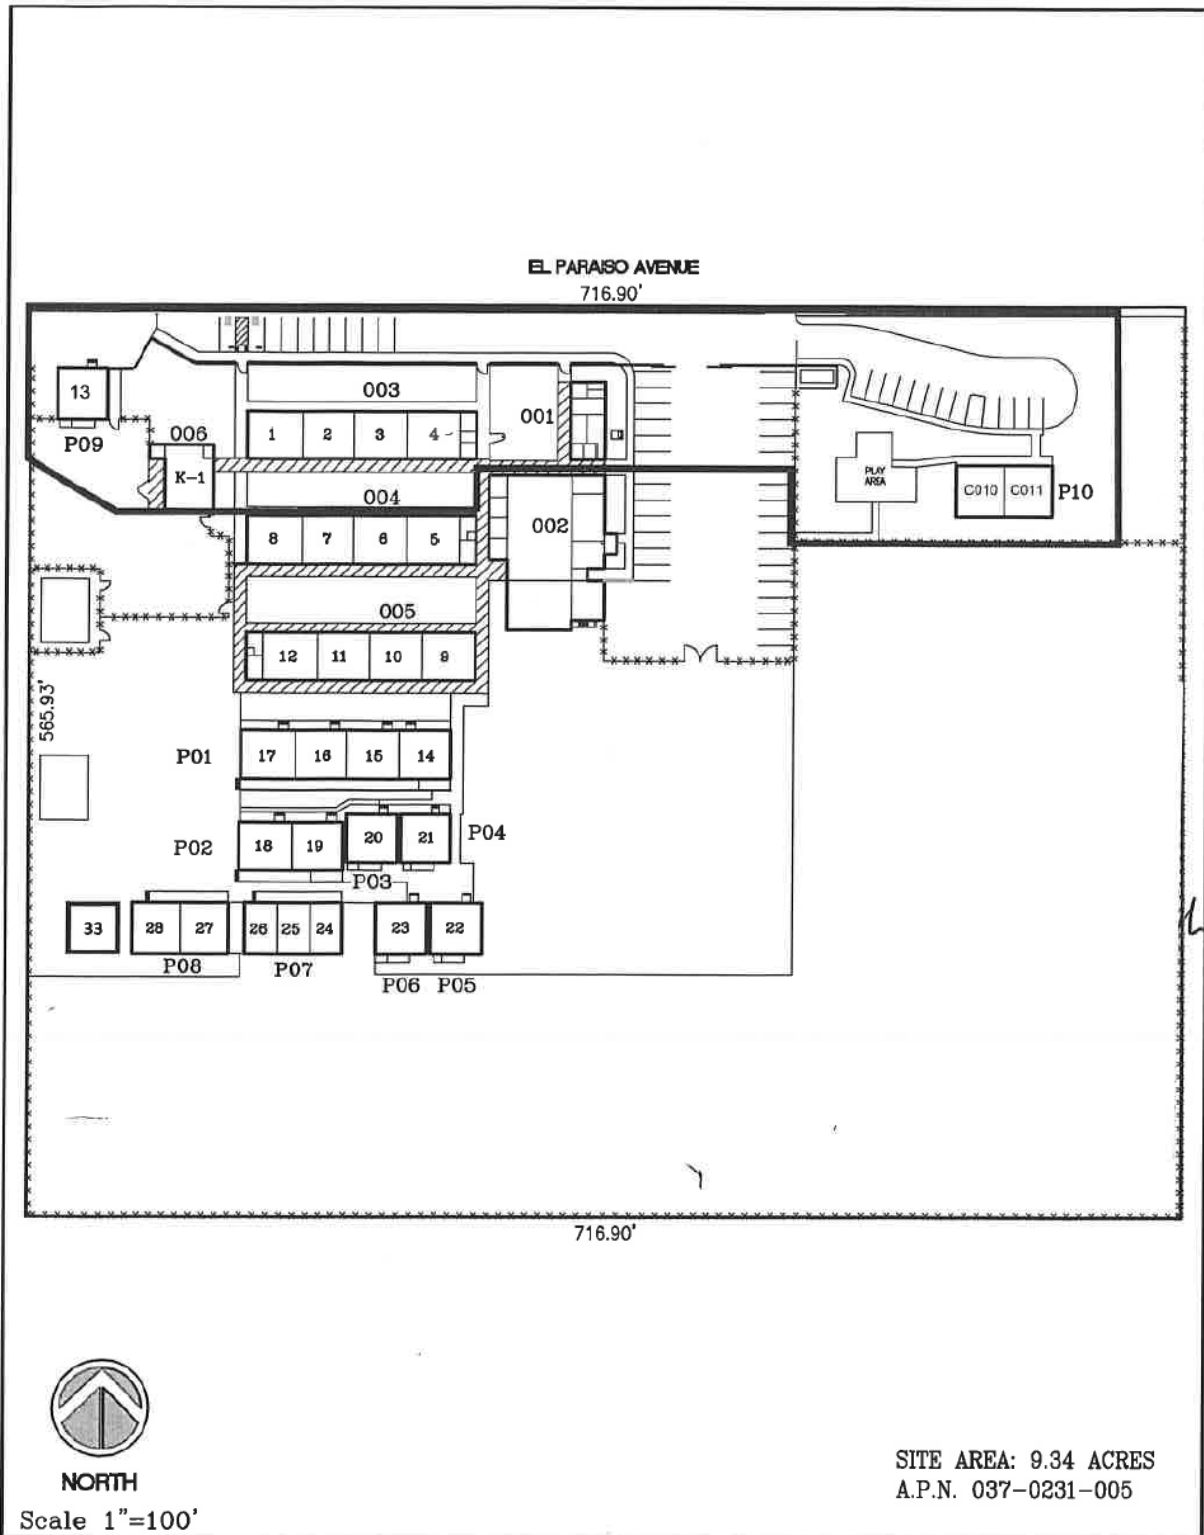 EL PARAISO AVENUE
716.90'
13
P09
006
K-1
003
1 2 3 4
001
004
8 7 6 5
002
005
12 11 10 9
PLAY
AREA
C010 C011 P10
565.93'
P01
17 16 15 14
P02
18 19 20 21
P04
P03
33 28 27 26 25 24 23 22
P08 P07 P06 P05
716.90'
NORTH
Scale 1"=100'
SITE AREA: 9.34 ACRES
A.P.N. 037-0231-005